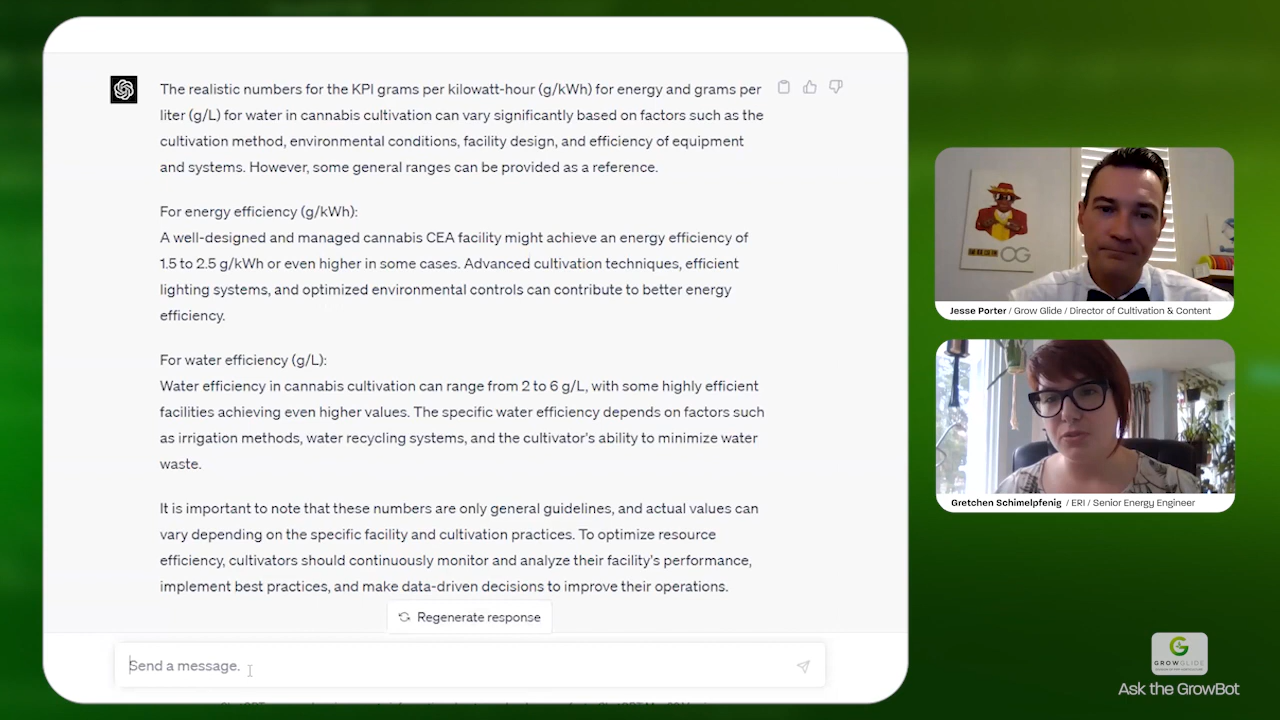 The realistic numbers for the KPI grams per kilowatt-hour (g/kWh) for energy and grams per
liter (g/L) for water in cannabis cultivation can vary significantly based on factors such as the
cultivation method, environmental conditions, facility design, and efficiency of equipment
and systems. However, some general ranges can be provided as a reference.
For energy efficiency (g/kWh):
A well-designed and managed cannabis CEA facility might achieve an energy efficiency of
1.5 to 2.5 g/kWh or even higher in some cases. Advanced cultivation techniques, efficient
lighting systems, and optimized environmental controls can contribute to better energy
efficiency.
For water efficiency (g/L):
Water efficiency in cannabis cultivation can range from 2 to 6 g/L, with some highly efficient
facilities achieving even higher values. The specific water efficiency depends on factors such
as irrigation methods, water recycling systems, and the cultivator's ability to minimize water
waste.
It is important to note that these numbers are only general guidelines, and actual values can
vary depending on the specific facility and cultivation practices. To optimize resource
efficiency, cultivators should continuously monitor and analyze their facility's performance,
implement best practices, and make data-driven decisions to improve their operations.
Regenerate response
Send a message.
OG
Jesse Porter / Grow Glide / Director of Cultivation & Content
Gretchen Schimelpfenig / ERI / Senior Energy Engineer
G
GROWGLIDE
Ask the GrowBot